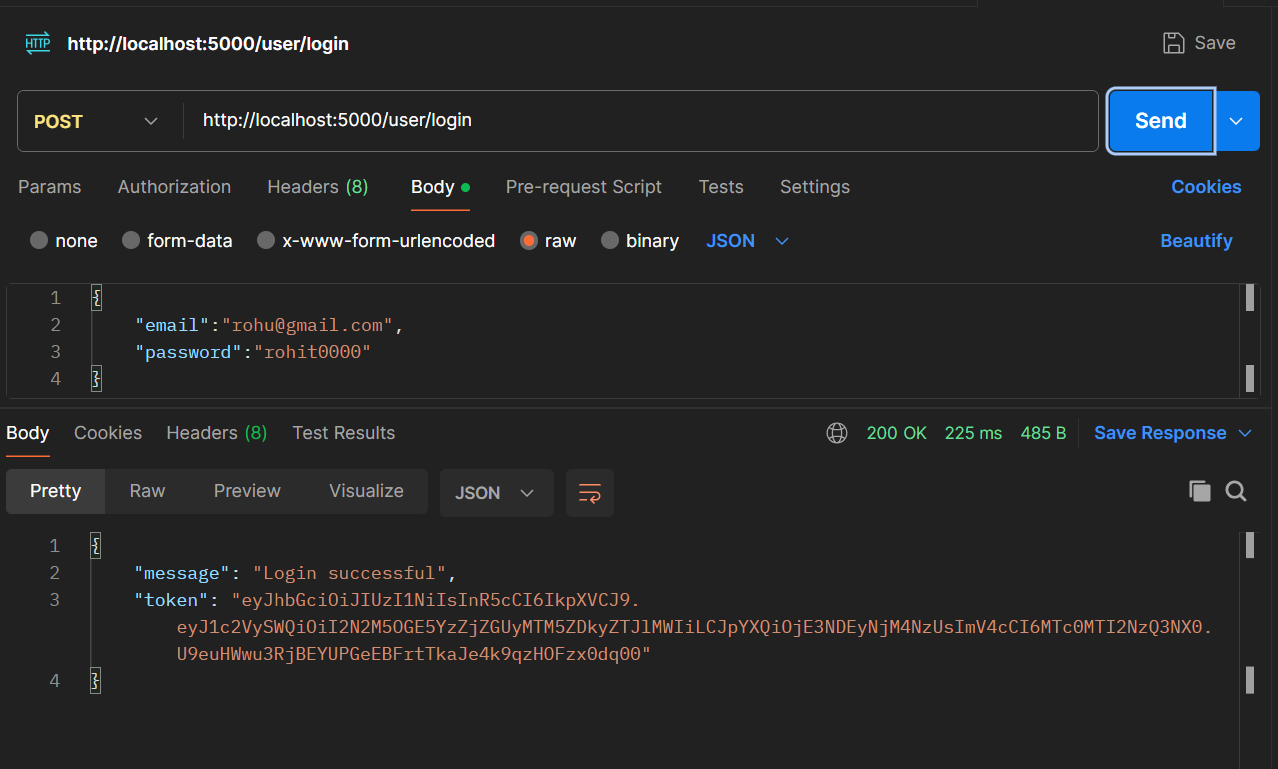 HTTP http://localhost:5000/user/login Save
POST http://localhost:5000/user/login Send
Params Authorization Headers (8) Body Pre-request Script Tests Settings Cookies
none form-data x-www-form-urlencoded raw binary JSON Beautify
1 {
2 "email":"rohu@gmail.com",
3 "password":"rohit0000"
4 }
Body Cookies Headers (8) Test Results 200 OK 225 ms 485 B Save Response
Pretty Raw Preview Visualize JSON
1 {
2 "message": "Login successful",
3 "token": "eyJhbGciOiJIUzI1NiIsInR5cCI6IkpXVCJ9.
eyJ1c2VySWQiOiI2N2M5OGE5YzZjZGUyMTM5ZDkyZTJlMWIiLCJpYXQiOjE3NDEyNjM4NzUsImV4cCI6MTc0MTI2NzQ3NX0.
U9euHWwu3RjBEYUPGeEBFrtTkaJe4k9qzHOFzx0dq00"
4 }